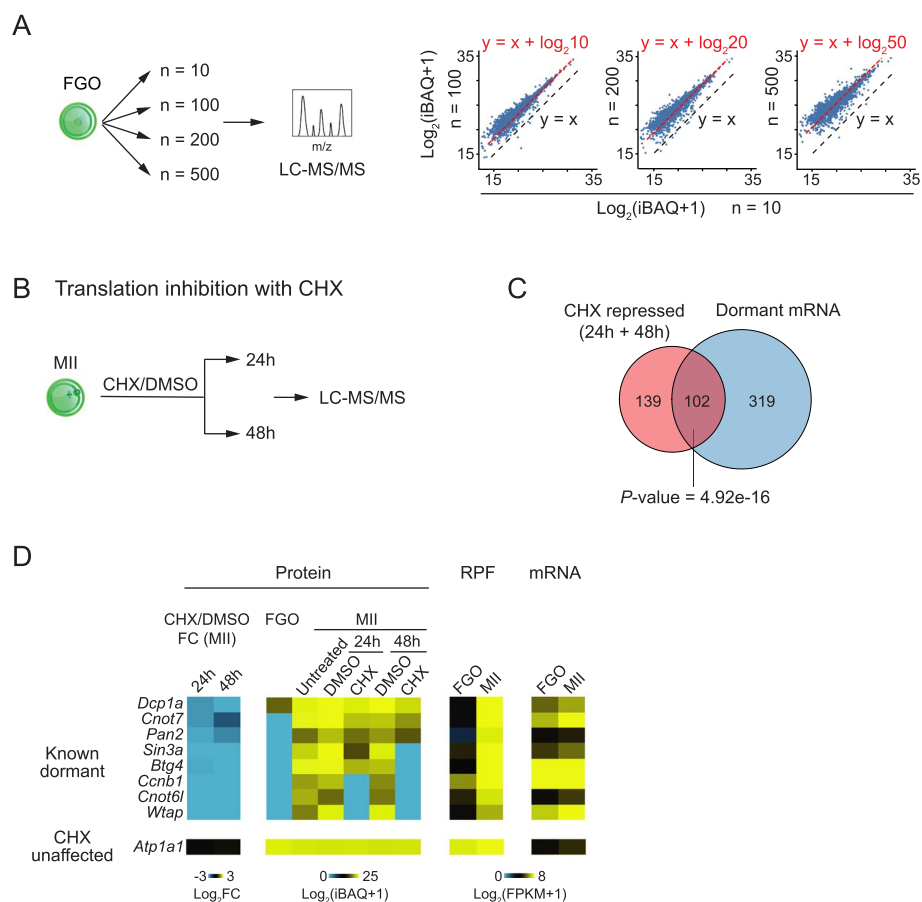 A
FGO
n = 10
n = 100
n = 200
n = 500
m/z
LC-MS/MS
y = x + log₂10
y = x + log₂20
y = x + log₂50
Log₂(iBAQ+1)
n = 100
35
15
y = x
15
n = 200
35
15
y = x
15
n = 500
35
15
y = x
15
35
Log₂(iBAQ+1) n = 10
B Translation inhibition with CHX
MII
CHX/DMSO
24h
48h
LC-MS/MS
C
CHX repressed
(24h + 48h)
Dormant mRNA
139
102
319
P-value = 4.92e-16
D
Protein
RPF
mRNA
CHX/DMSO
FC (MII)
FGO
MII
24h
48h
24h
48h
Untreated
DMSO
CHX
DMSO
CHX
FGO
MII
FGO
MII
Known
dormant
Dcp1a
Cnot7
Pan2
Sin3a
Btg4
Ccnb1
Cnot6l
Wtap
CHX
unaffected
Atp1a1
-3 3
Log₂FC
0 25
Log₂(iBAQ+1)
0 8
Log₂(FPKM+1)